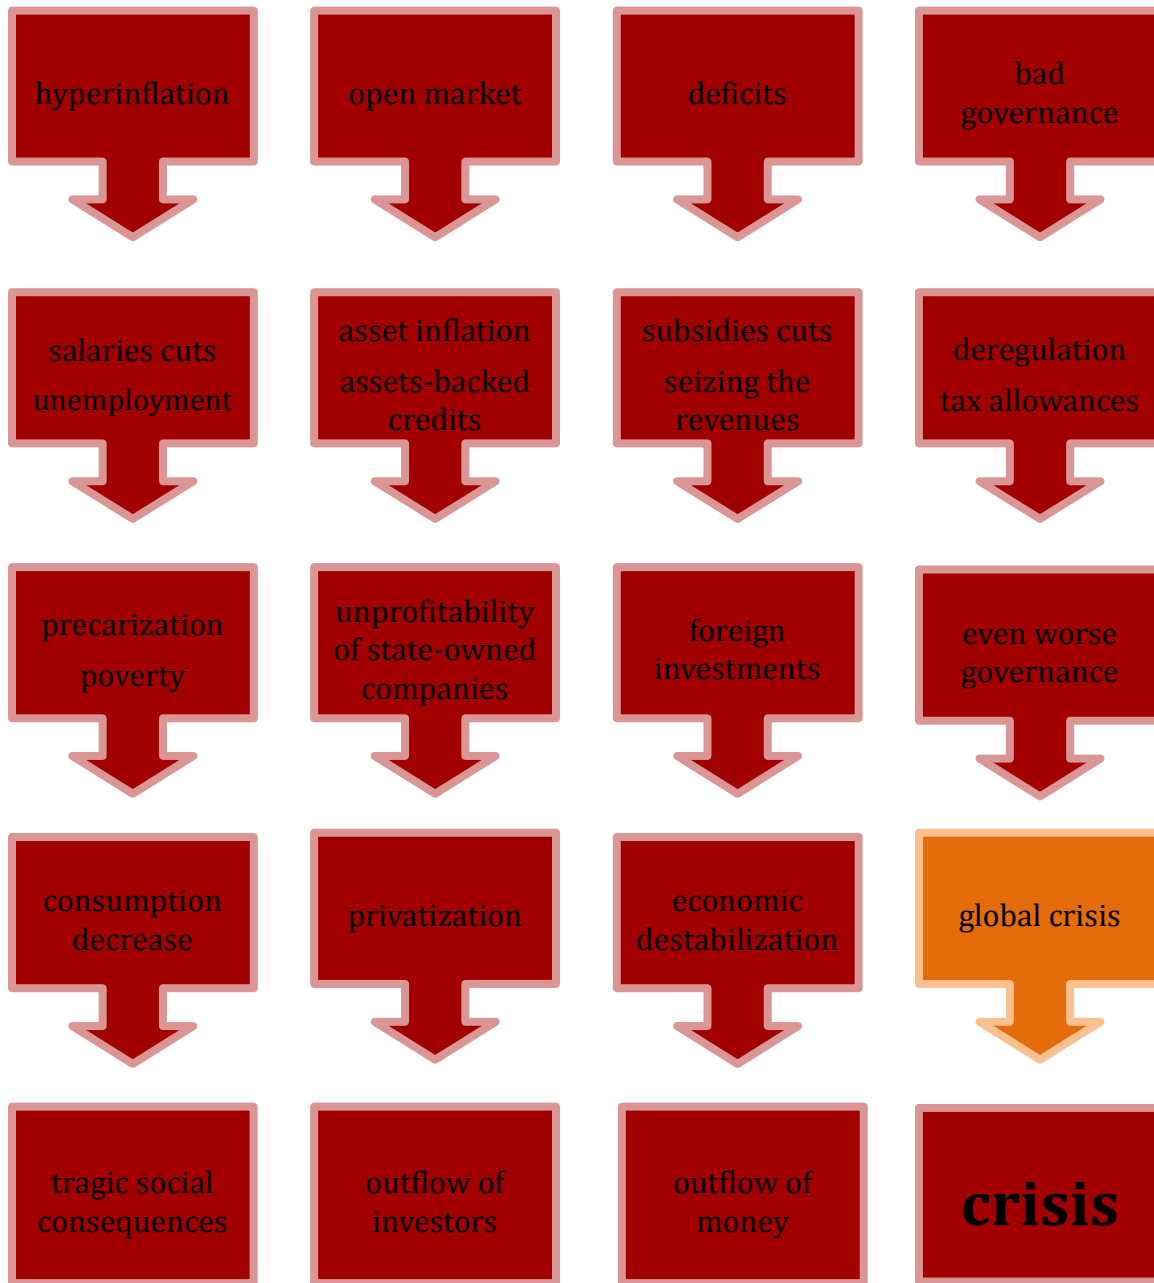 hyperinflation
open market
deficits
bad
governance
salaries cuts
unemployment
asset inflation
assets-backed
credits
subsidies cuts
seizing the
revenues
deregulation
tax allowances
precarization
poverty
unprofitability
of state-owned
companies
foreign
investments
even worse
governance
consumption
decrease
privatization
economic
destabilization
global crisis
tragic social
consequences
outflow of
investors
outflow of
money
crisis